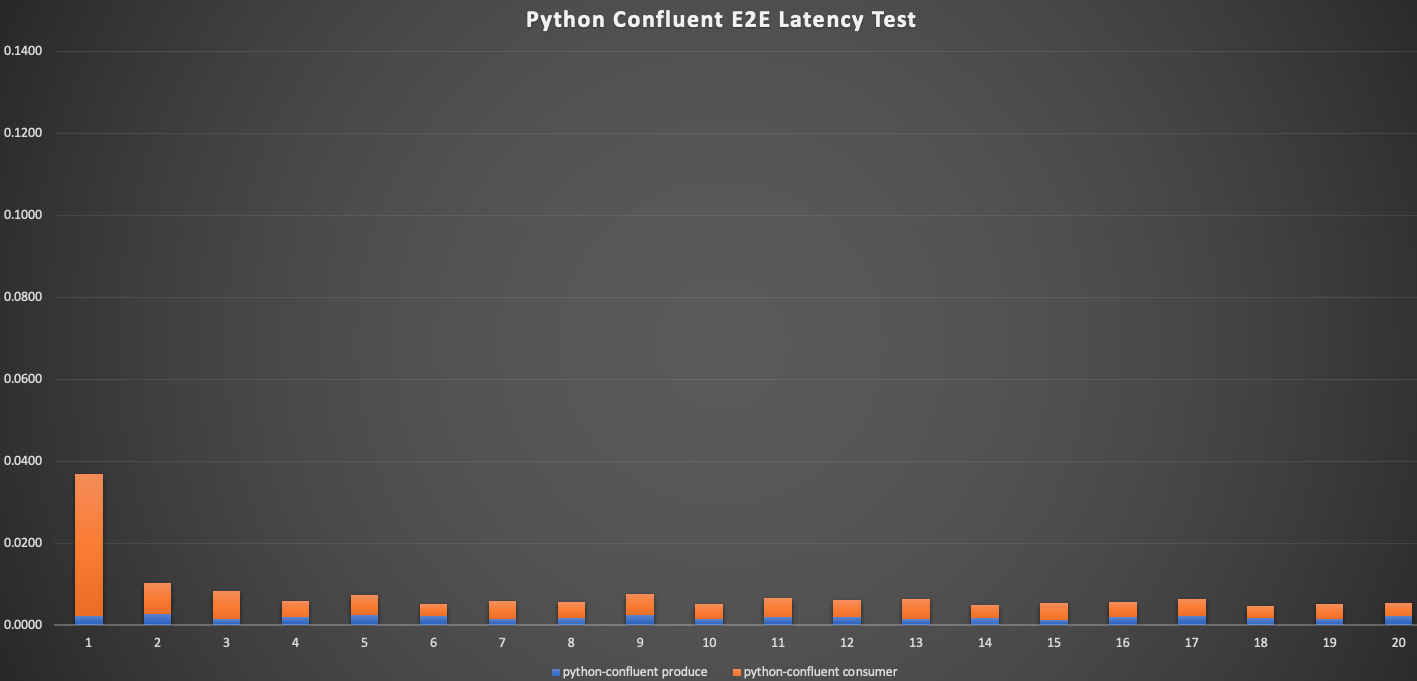 Python Confluent E2E Latency Test
0.1400
0.1200
0.1000
0.0800
0.0600
0.0400
0.0200
0.0000
1 2 3 4 5 6 7 8 9 10 11 12 13 14 15 16 17 18 19 20
python-confluent produce python-confluent consumer